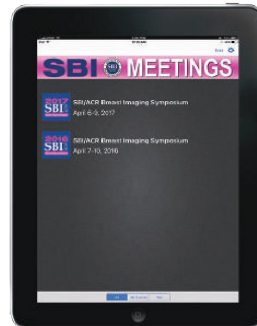 SBI MEETINGS
2017
SBI
SBI/ACR Breast Imaging Symposium
April 6-9, 2017
2016
SBI
SBI/ACR Breast Imaging Symposium
April 7-10, 2016